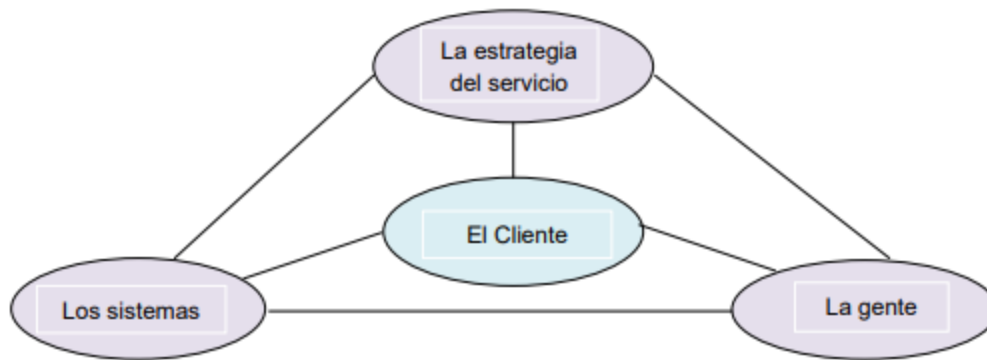 La estrategia
del servicio
El Cliente
Los sistemas
La gente